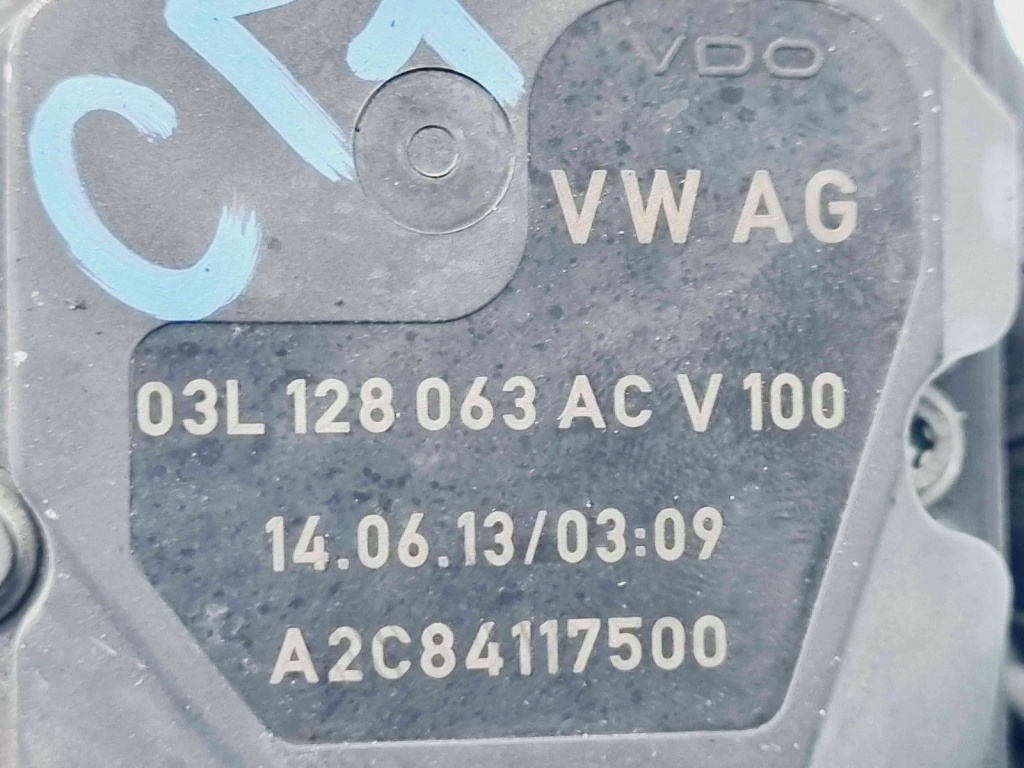 VDO
VW AG
03L 128 063 AC V 100
14.06.13/03:09
A2C84117500